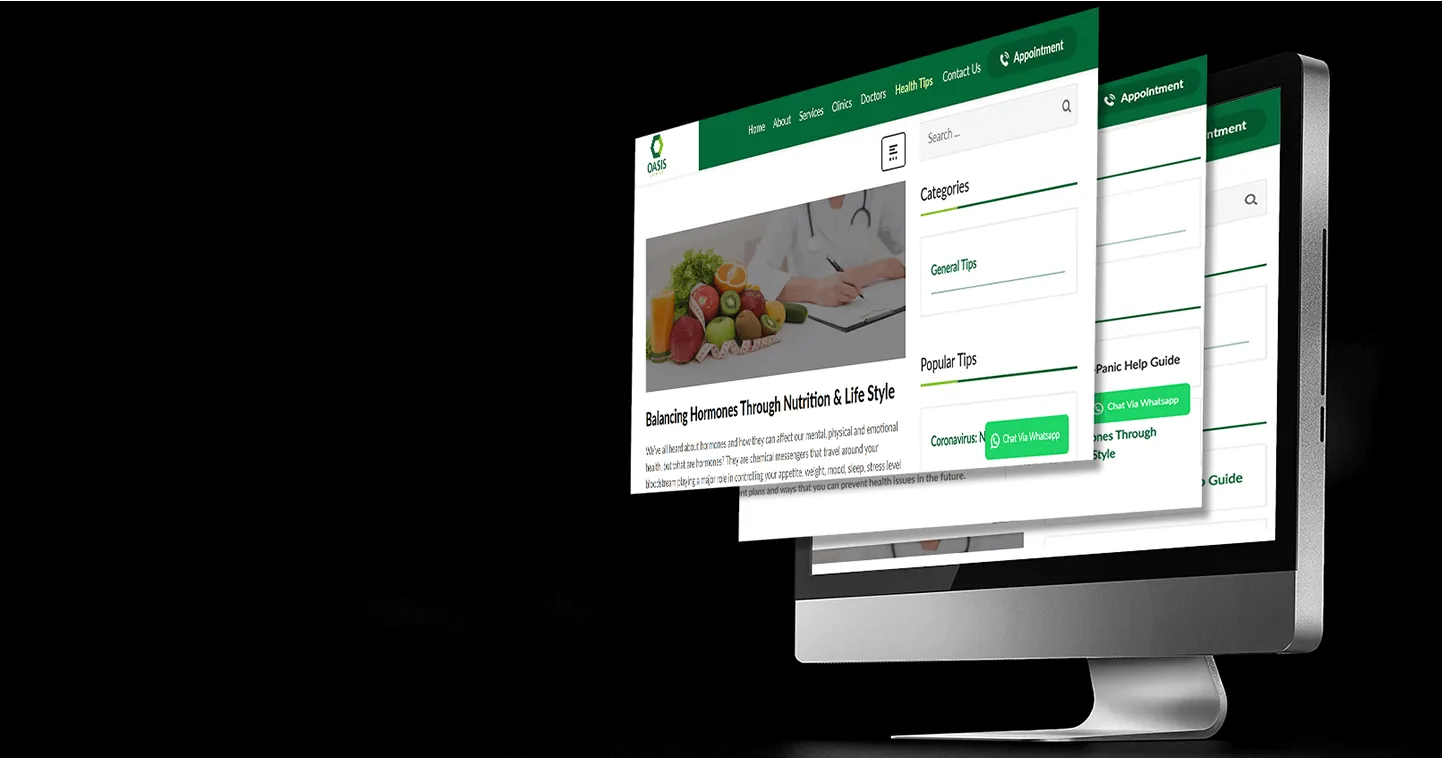 Home About Services Clinics Doctors Health Tips Contact Us Appointment
OASIS
Search ...
Categories
General Tips
Popular Tips
Coronavirus: N
Chat Via Whatsapp
Balancing Hormones Through Nutrition & Life Style
We've all heard about hormones and how they can affect our mental, physical and emotional
health, but what are hormones? They are chemical messengers that travel around your
bloodstream playing a major role in controlling your appetite, weight, mood, sleep, stress level
Appointment
-Panic Help Guide
Chat Via Whatsapp
ones Through
Style
nt plans and ways that you can prevent health issues in the future.
ntment
Guide